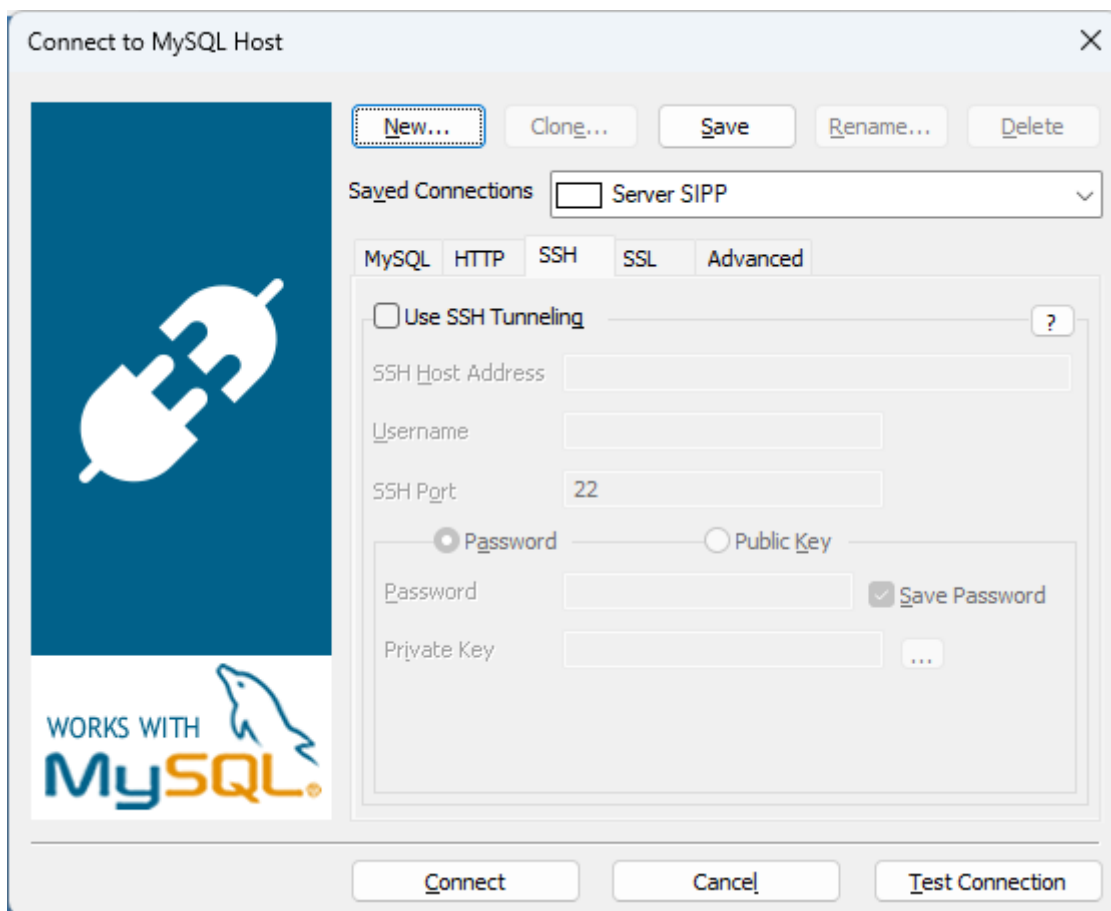 Connect to MySQL Host
New... Clone... Save Rename... Delete
Saved Connections Server SIPP
MySQL HTTP SSH SSL Advanced
Use SSH Tunneling ?
SSH Host Address
Username
SSH Port 22
Password Public Key
Password Save Password
Private Key ...
WORKS WITH
MySQL®
Connect Cancel Test Connection